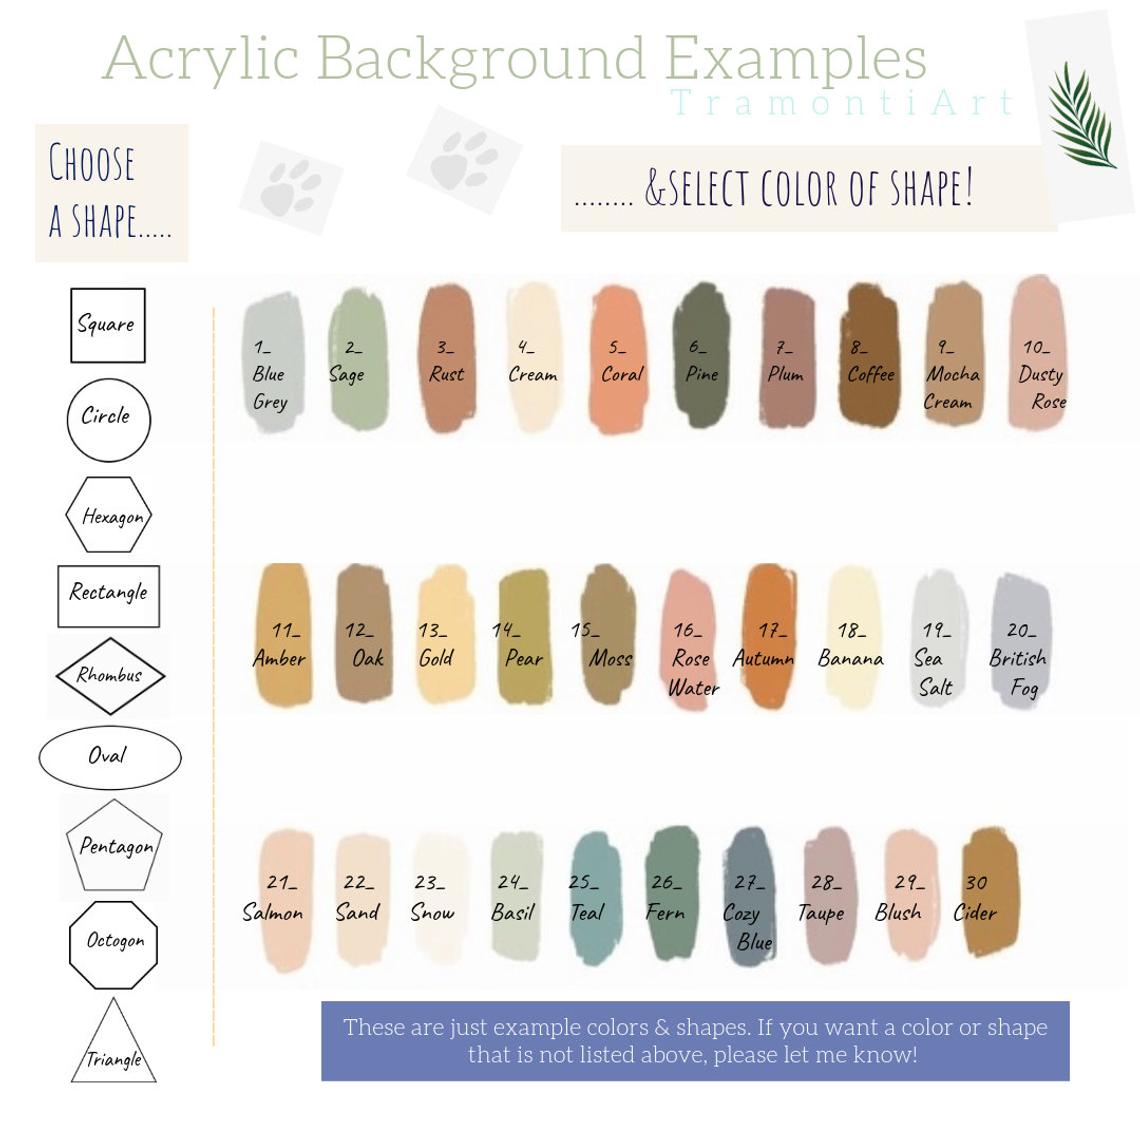 Acrylic Background Examples
TramontiArt
Choose
a shape.....
........ &select color of shape!
Square
Circle
Hexagon
Rectangle
Rhombus
Oval
Pentagon
Octogon
Triangle
1_
Blue
Grey
2_
Sage
3_
Rust
4_
Cream
5_
Coral
6_
Pine
7_
Plum
8_
Coffee
9_
Mocha
Cream
10_
Dusty
Rose
11_
Amber
12_
Oak
13_
Gold
14_
Pear
15_
Moss
16_
Rose
Water
17_
Autumn
18_
Banana
19_
Sea
Salt
20_
British
Fog
21_
Salmon
22_
Sand
23_
Snow
24_
Basil
25_
Teal
26_
Fern
27_
Cozy
Blue
28_
Taupe
29_
Blush
30
Cider
These are just example colors & shapes. If you want a color or shape
that is not listed above, please let me know!